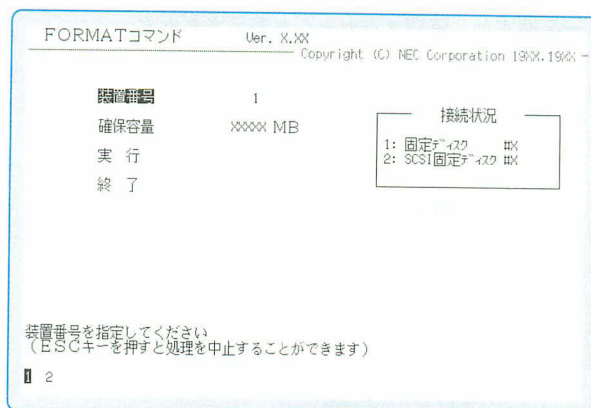 FORMATコマンド Ver. X.XX
Copyright (C) NEC Corporation 19XX.19XX
装置番号 1
確保容量 XXXXX MB
実 行
終 了
接続状況
1: 固定ディスク #X
2: SCSI固定ディスク #X
装置番号を指定してください
(ESCキーを押すと処理を中止することができます)
1 2